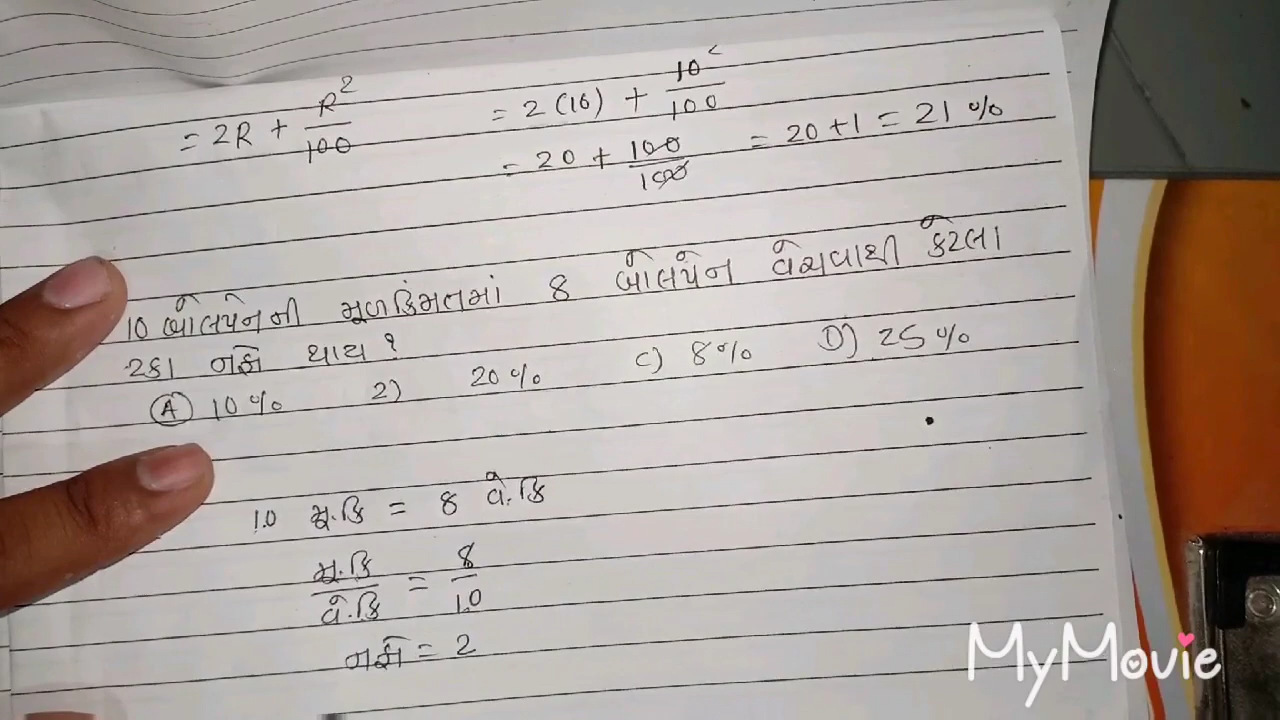 = 2R + R²/100
= 2 (10) + 10²/100
= 20 + 100/100 = 20 + 1 = 21 %
10 બોલપેનની મૂળકિંમતમાં 8 બોલપેન વેચવાથી કેટલા
ટકા નફો થાય ?
(A) 10 % 2) 20 % C) 8 % D) 25 %
10 મૂ.કિ = 8 વે.કિ
મૂ.કિ/વે.કિ = 8/10
નફો = 2
MyMovie